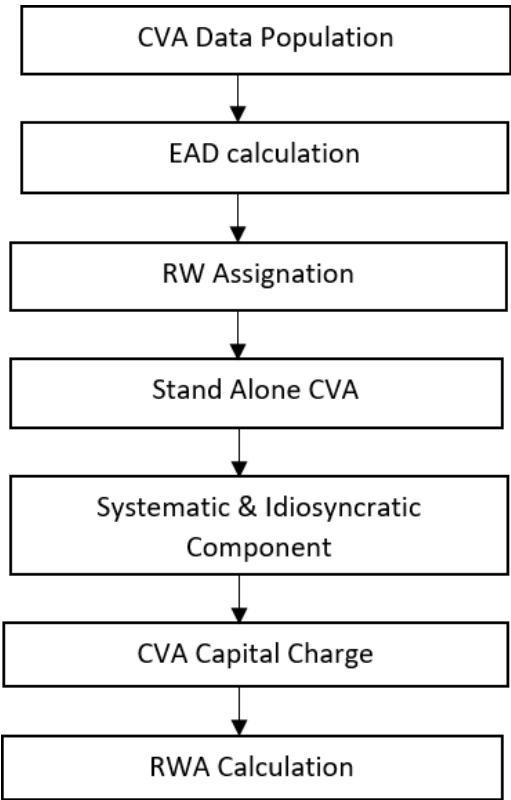 CVA Data Population
EAD calculation
RW Assignation
Stand Alone CVA
Systematic & Idiosyncratic
Component
CVA Capital Charge
RWA Calculation